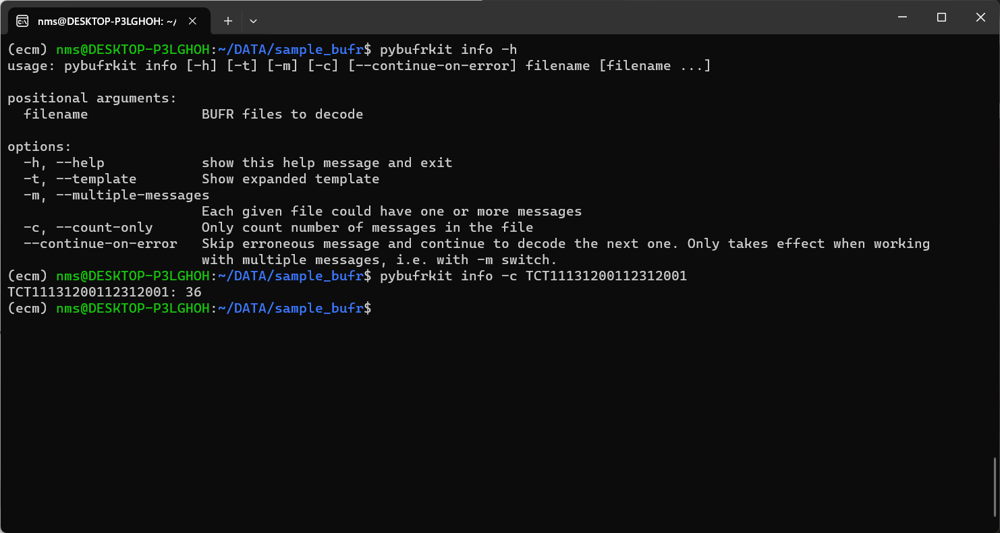 nms@DESKTOP-P3LGHOH: ~/
(ecm) nms@DESKTOP-P3LGHOH:~/DATA/sample_bufr$ pybufrkit info -h
usage: pybufrkit info [-h] [-t] [-m] [-c] [--continue-on-error] filename [filename ...]
positional arguments:
  filename              BUFR files to decode
options:
  -h, --help            show this help message and exit
  -t, --template        Show expanded template
  -m, --multiple-messages
                        Each given file could have one or more messages
  -c, --count-only      Only count number of messages in the file
  --continue-on-error   Skip erroneous message and continue to decode the next one. Only takes effect when working
                        with multiple messages, i.e. with -m switch.
(ecm) nms@DESKTOP-P3LGHOH:~/DATA/sample_bufr$ pybufrkit info -c TCT11131200112312001
TCT11131200112312001: 36
(ecm) nms@DESKTOP-P3LGHOH:~/DATA/sample_bufr$